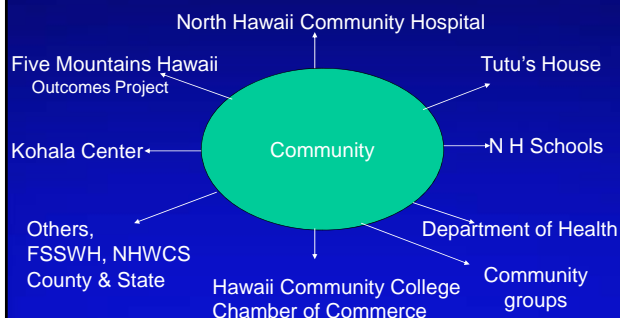 North Hawaii Community Hospital
Five Mountains Hawaii
Outcomes Project
Tutu's House
Kohala Center
Community
N H Schools
Others,
FSSWH, NHWCS
County & State
Department of Health
Hawaii Community College
Chamber of Commerce
Community
groups